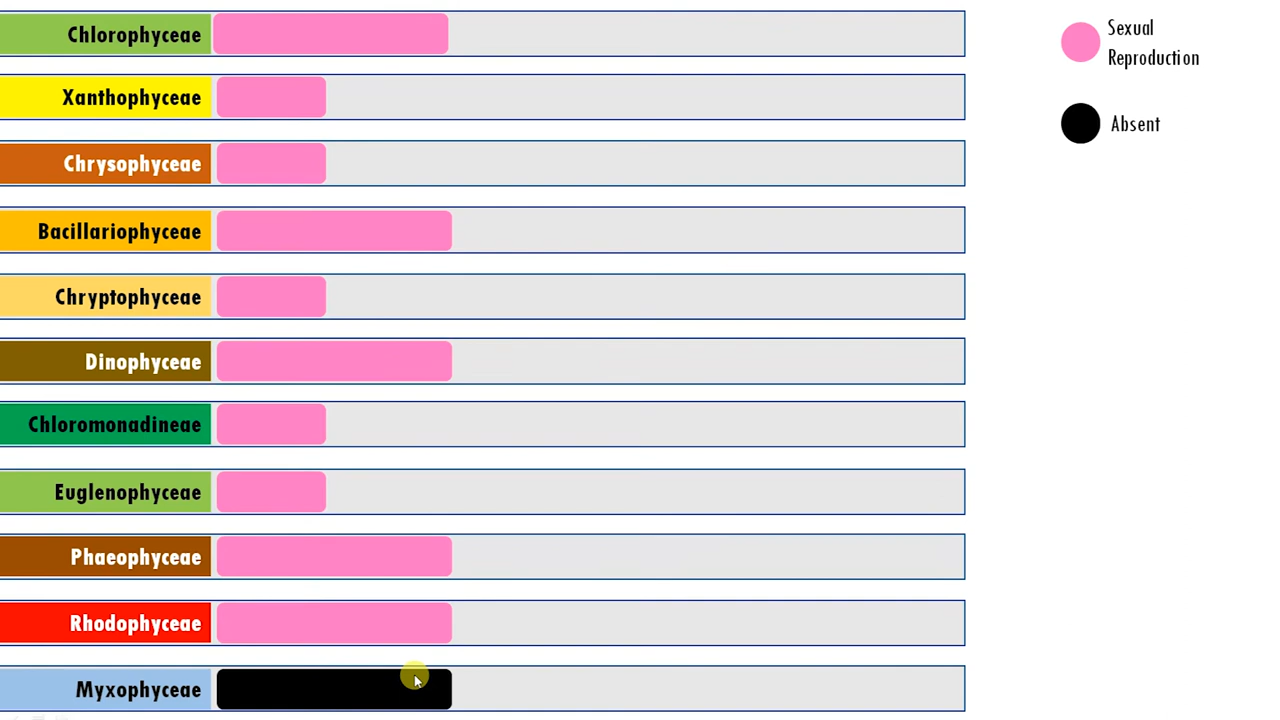 Chlorophyceae
Xanthophyceae
Chrysophyceae
Bacillariophyceae
Chryptophyceae
Dinophyceae
Chloromonadineae
Euglenophyceae
Phaeophyceae
Rhodophyceae
Myxophyceae
Sexual
Reproduction
Absent